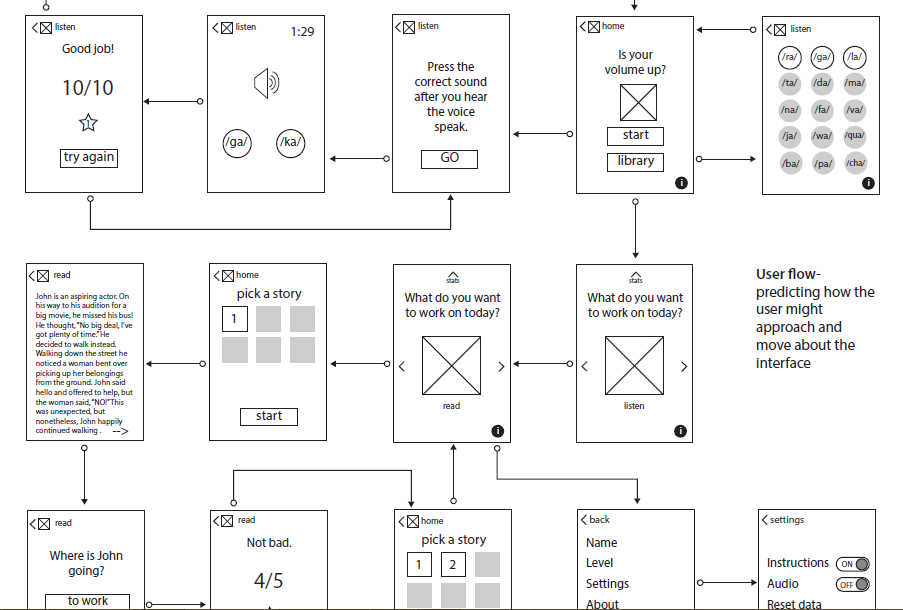 listen
Good job!
10/10
1
try again
listen
1:29
/ga/
/ka/
listen
Press the
correct sound
after you hear
the voice
speak.
GO
home
Is your
volume up?
start
library
i
listen
/ra/ /ga/ /la/
/ta/ /da/ /ma/
/na/ /fa/ /va/
/ja/ /wa/ /qua/
/ba/ /pa/ /cha/
i
read
John is an aspiring actor. On
his way to his audition for a
big movie, he missed his bus!
He thought, “No big deal, I’ve
got plenty of time.” He
decided to walk instead.
Walking down the street he
noticed a woman bent over
picking up her belongings
from the ground. John said
hello and offered to help, but
the woman said, “NO!” This
was unexpected, but
nonetheless, John happily
continued walking . -->
home
pick a story
1
start
stats
What do you want
to work on today?
< >
read
i
stats
What do you want
to work on today?
< >
listen
i
User flow-
predicting how the
user might
approach and
move about the
interface
read
Where is John
going?
to work
read
Not bad.
4/5
home
pick a story
1 2
back
Name
Level
Settings
About
settings
Instructions ON
Audio OFF
Reset data